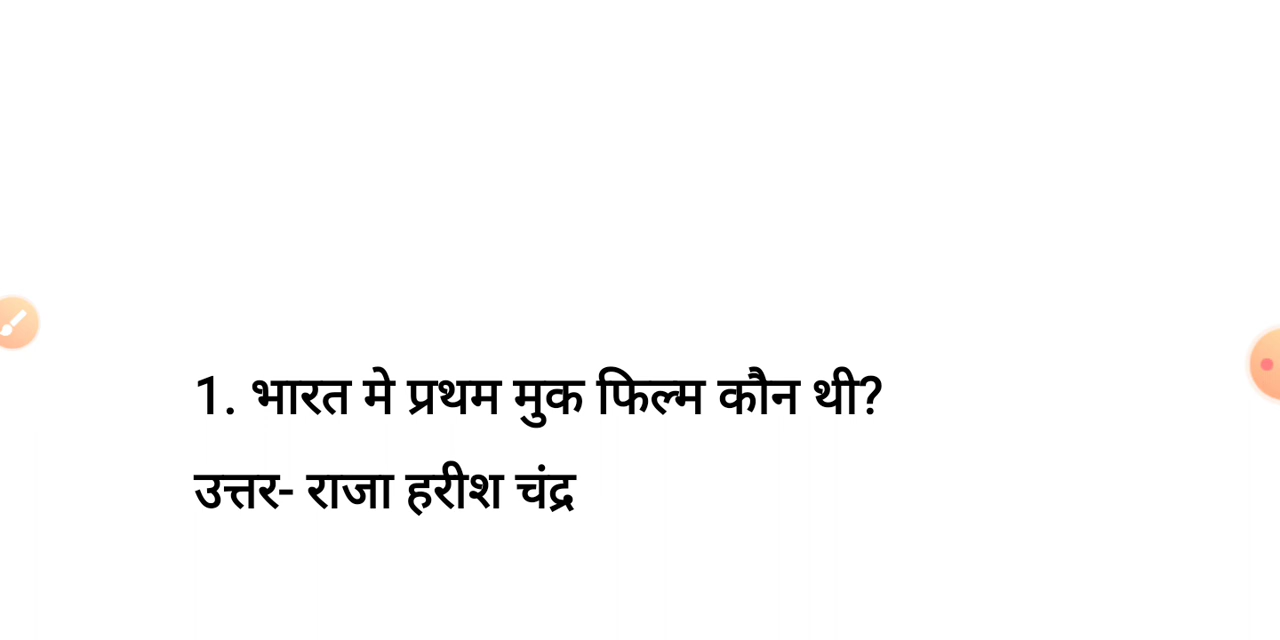 1. भारत मे प्रथम मुक फिल्म कौन थी?
उत्तर- राजा हरीश चंद्र